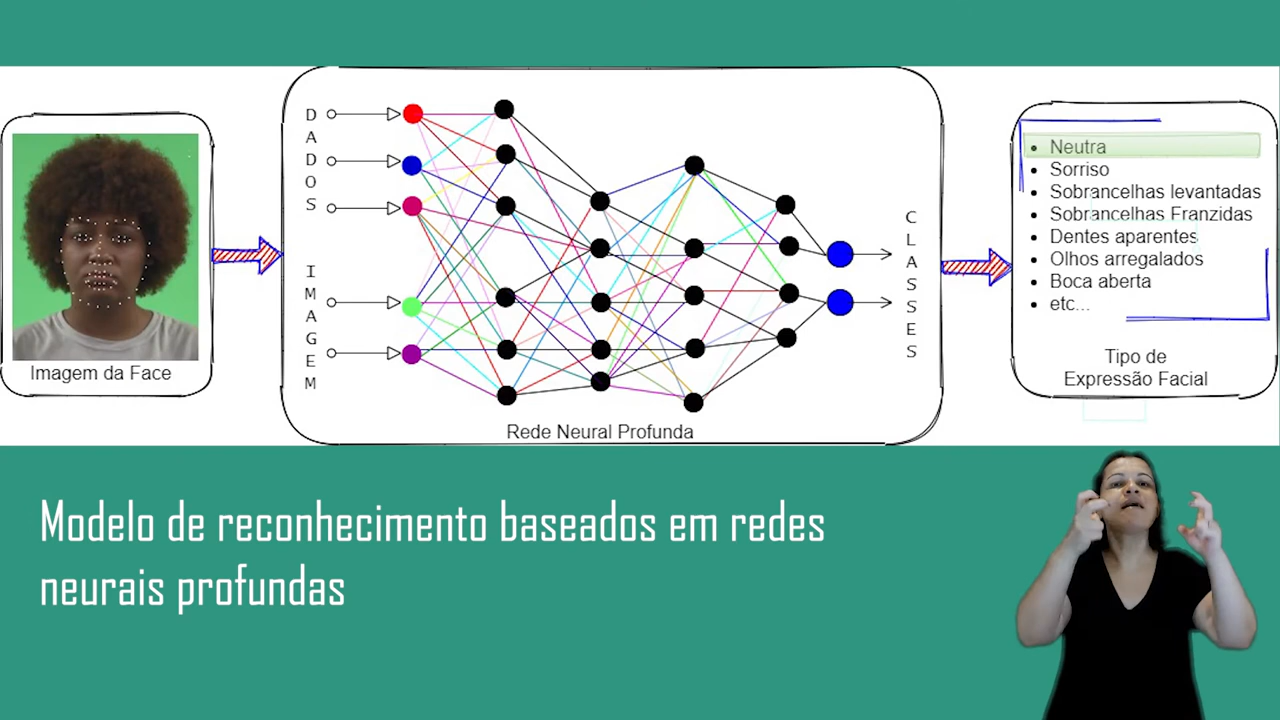 Imagem da Face
DADOS
IMAGEM
Rede Neural Profunda
CLASSES
Neutra
Sorriso
Sobrancelhas levantadas
Sobrancelhas Franzidas
Dentes aparentes
Olhos arregalados
Boca aberta
etc...
Tipo de
Expressão Facial
Modelo de reconhecimento baseados em redes
neurais profundas